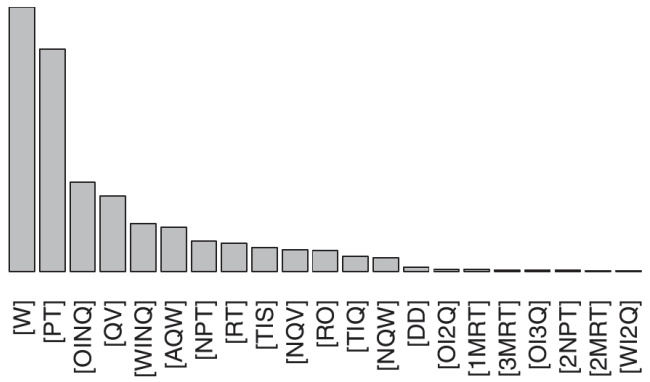 [W]
[PT]
[OINQ]
[QV]
[WINQ]
[AQW]
[NPT]
[RT]
[TIS]
[NQV]
[RO]
[TIQ]
[NQW]
[DD]
[OI2Q]
[1MRT]
[3MRT]
[OI3Q]
[2NPT]
[2MRT]
[WI2Q]